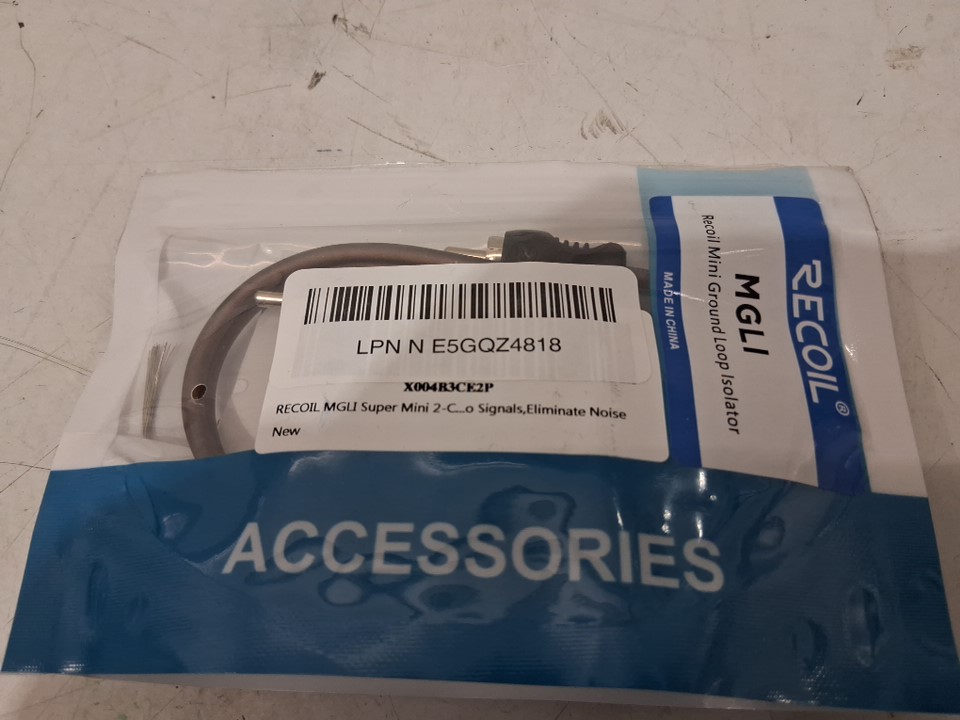 LPN N E5GQZ4818
X004B3CE2P
RECOIL MGLI Super Mini 2-C...o Signals,Eliminate Noise
New
RECOIL®
MGLI
Recoil Mini Ground Loop Isolator
MADE IN CHINA
ACCESSORIES